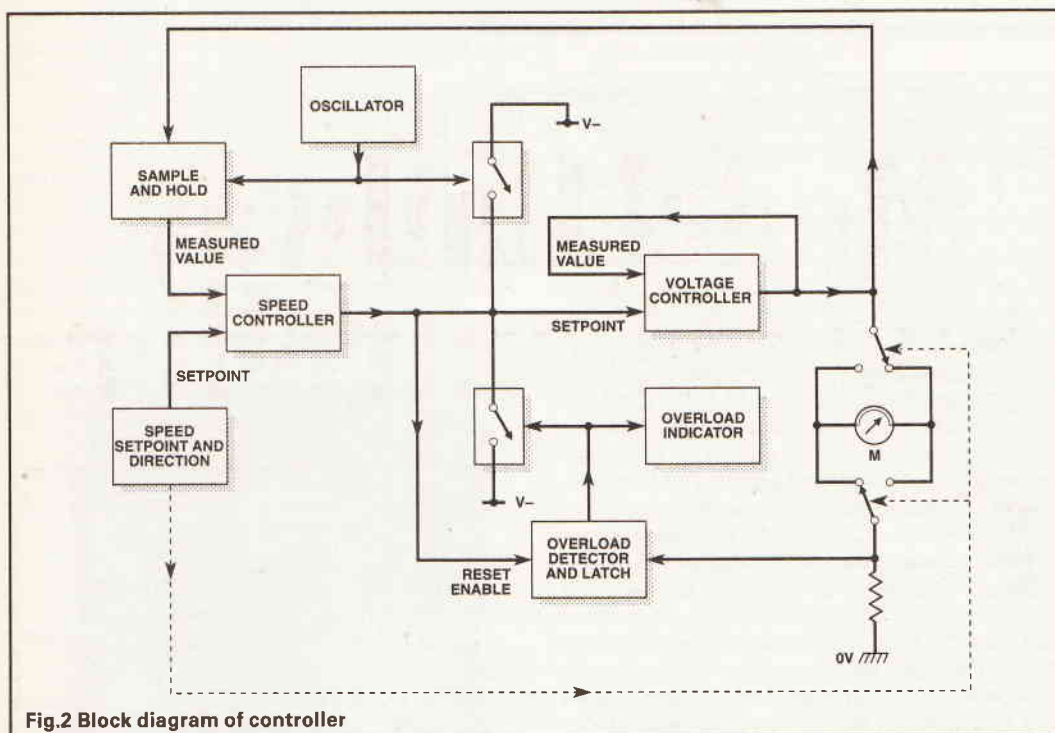 OSCILLATOR
V–
SAMPLE
AND HOLD
MEASURED
VALUE
MEASURED
VALUE
VOLTAGE
CONTROLLER
SPEED
CONTROLLER
SETPOINT
SETPOINT
SPEED
SETPOINT AND
DIRECTION
OVERLOAD
INDICATOR
M
V–
OVERLOAD
DETECTOR
AND LATCH
RESET
ENABLE
0V
Fig.2 Block diagram of controller